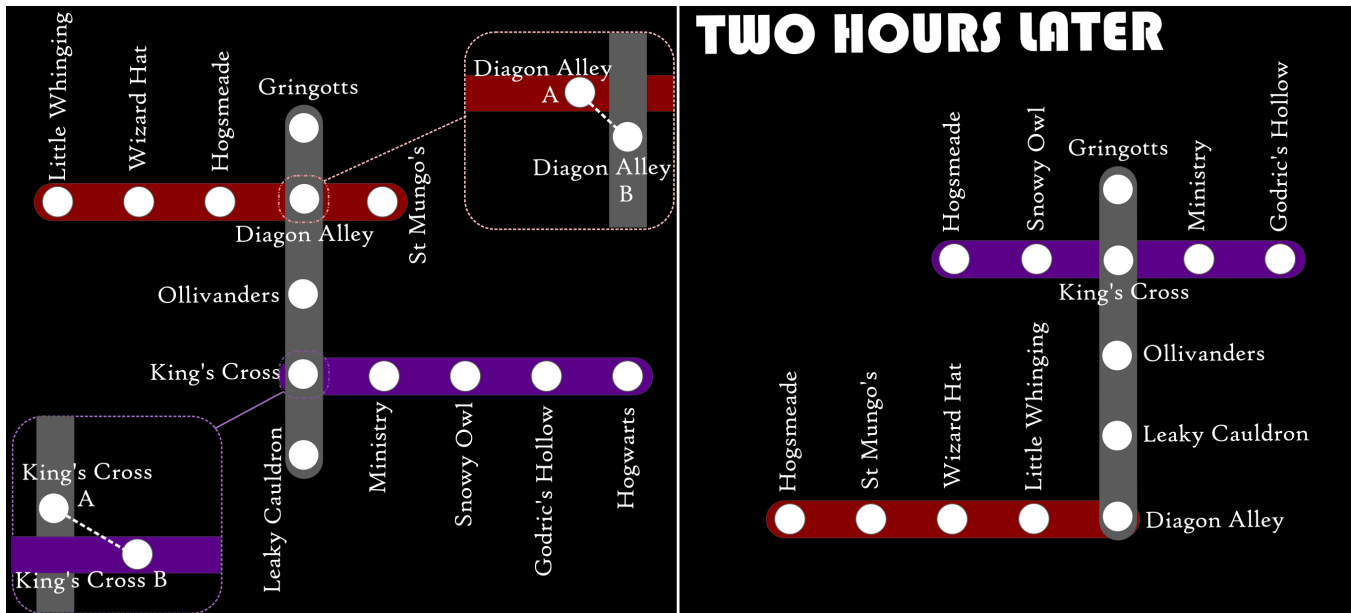 Little Whinging
Wizard Hat
Hogsmeade
Gringotts
Diagon Alley
St Mungo's
Diagon Alley
A
Diagon Alley
B
Ollivanders
King's Cross
Leaky Cauldron
Ministry
Snowy Owl
Godric's Hollow
Hogwarts
King's Cross
A
King's Cross B
TWO HOURS LATER
Hogsmeade
Snowy Owl
Gringotts
Ministry
Godric's Hollow
King's Cross
Ollivanders
Leaky Cauldron
Diagon Alley
Hogsmeade
St Mungo's
Wizard Hat
Little Whinging